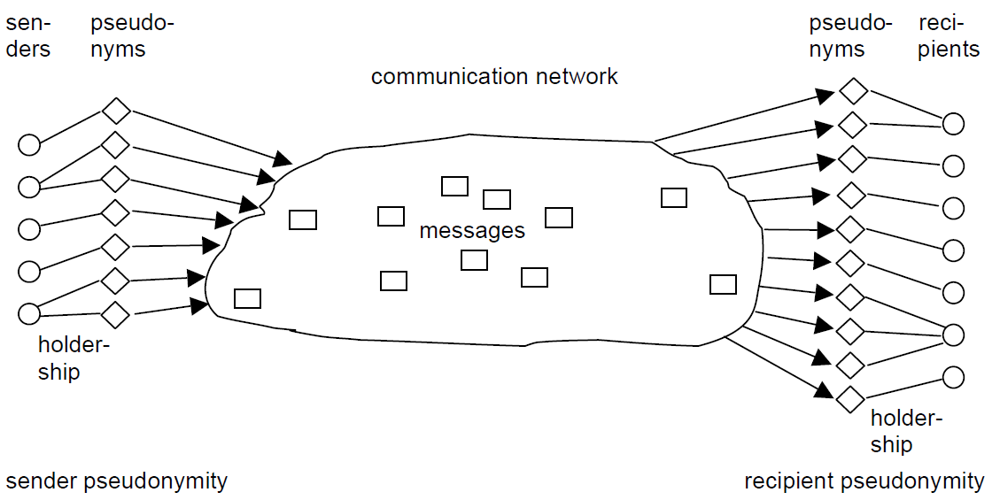 sen-
ders
pseudo-
nyms
communication network
pseudo-
nyms
reci-
pients
messages
holder-
ship
holder-
ship
sender pseudonymity
recipient pseudonymity